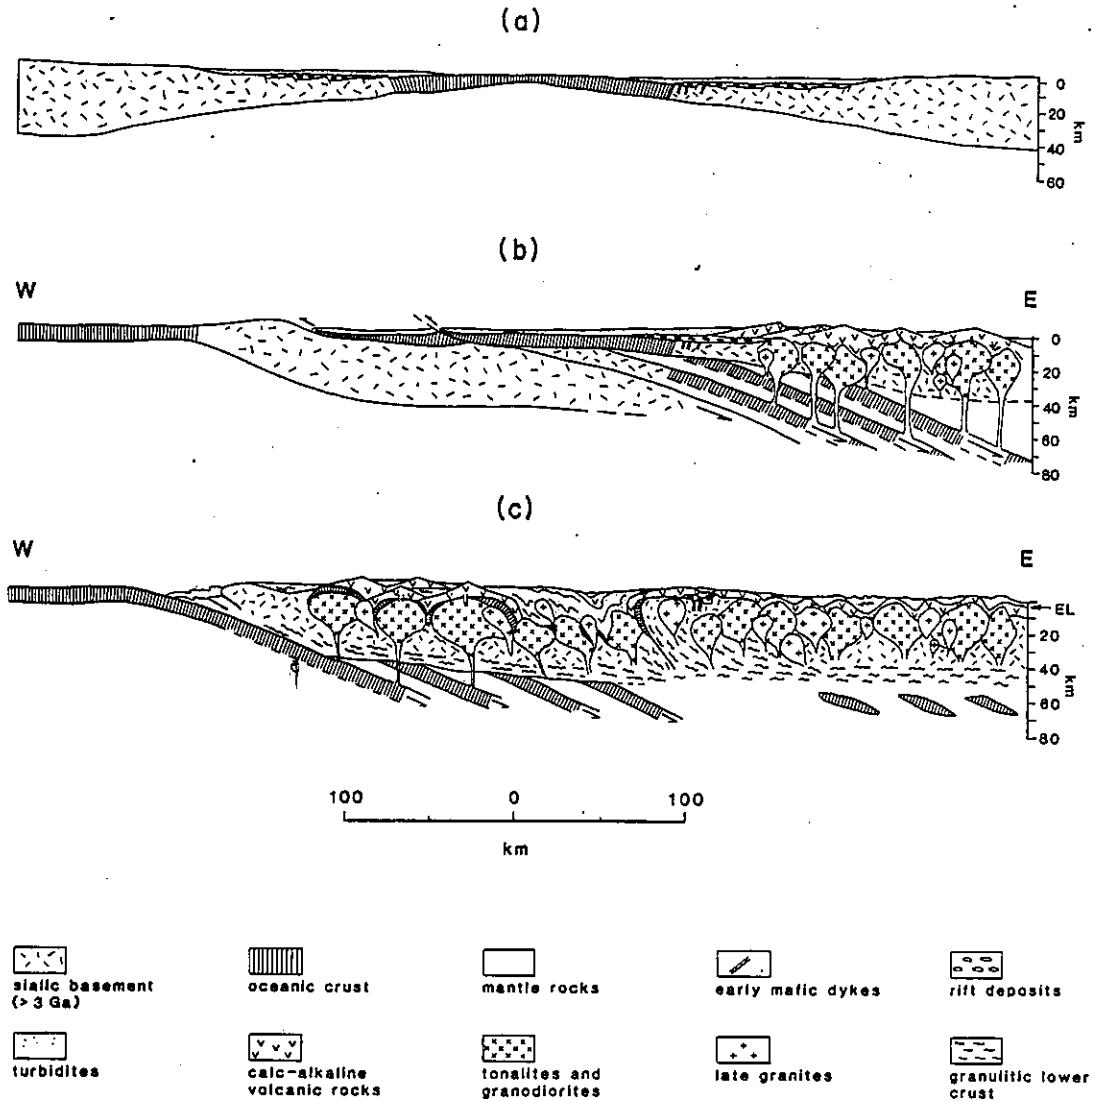 (a)
0
20
40
60
km
(b)
W
E
0
20
40
60
80
km
(c)
W
E
EL
20
40
60
80
km
100 0 100
km
sialic basement
(> 3 Ga)
oceanic crust
mantle rocks
early mafic dykes
rift deposits
turbidites
calc-alkaline
volcanic rocks
tonalites and
granodiorites
late granites
granulitic lower
crust